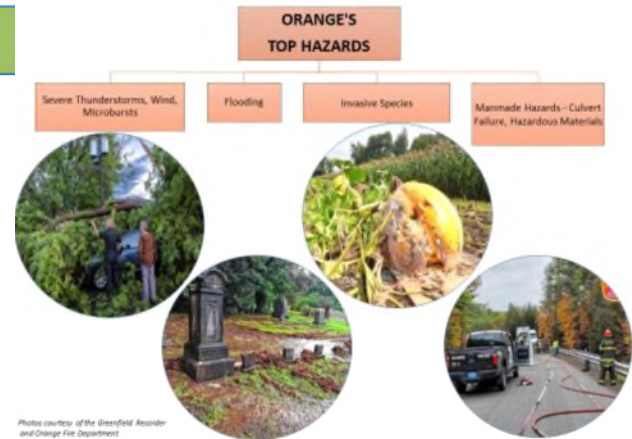 ORANGE'S
TOP HAZARDS
Severe Thunderstorms, Wind,
Microbursts
Flooding
Invasive Species
Manmade Hazards – Culvert
Failure, Hazardous Materials
Photos courtesy of the Greenfield Recorder
and Orange Fire Department